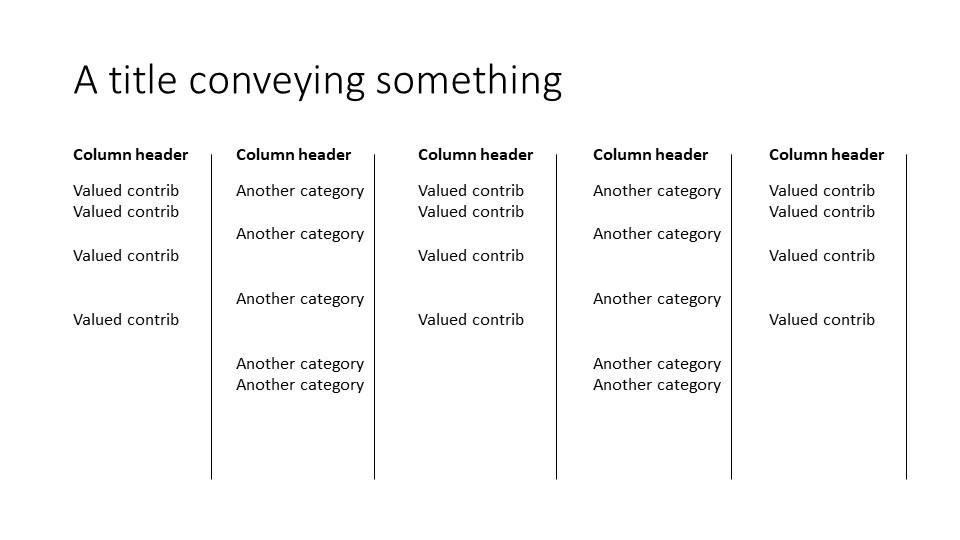 A title conveying something
Column header
Valued contrib
Valued contrib
Valued contrib
Valued contrib
Column header
Another category
Another category
Another category
Another category
Another category
Column header
Valued contrib
Valued contrib
Valued contrib
Valued contrib
Column header
Another category
Another category
Another category
Another category
Another category
Column header
Valued contrib
Valued contrib
Valued contrib
Valued contrib